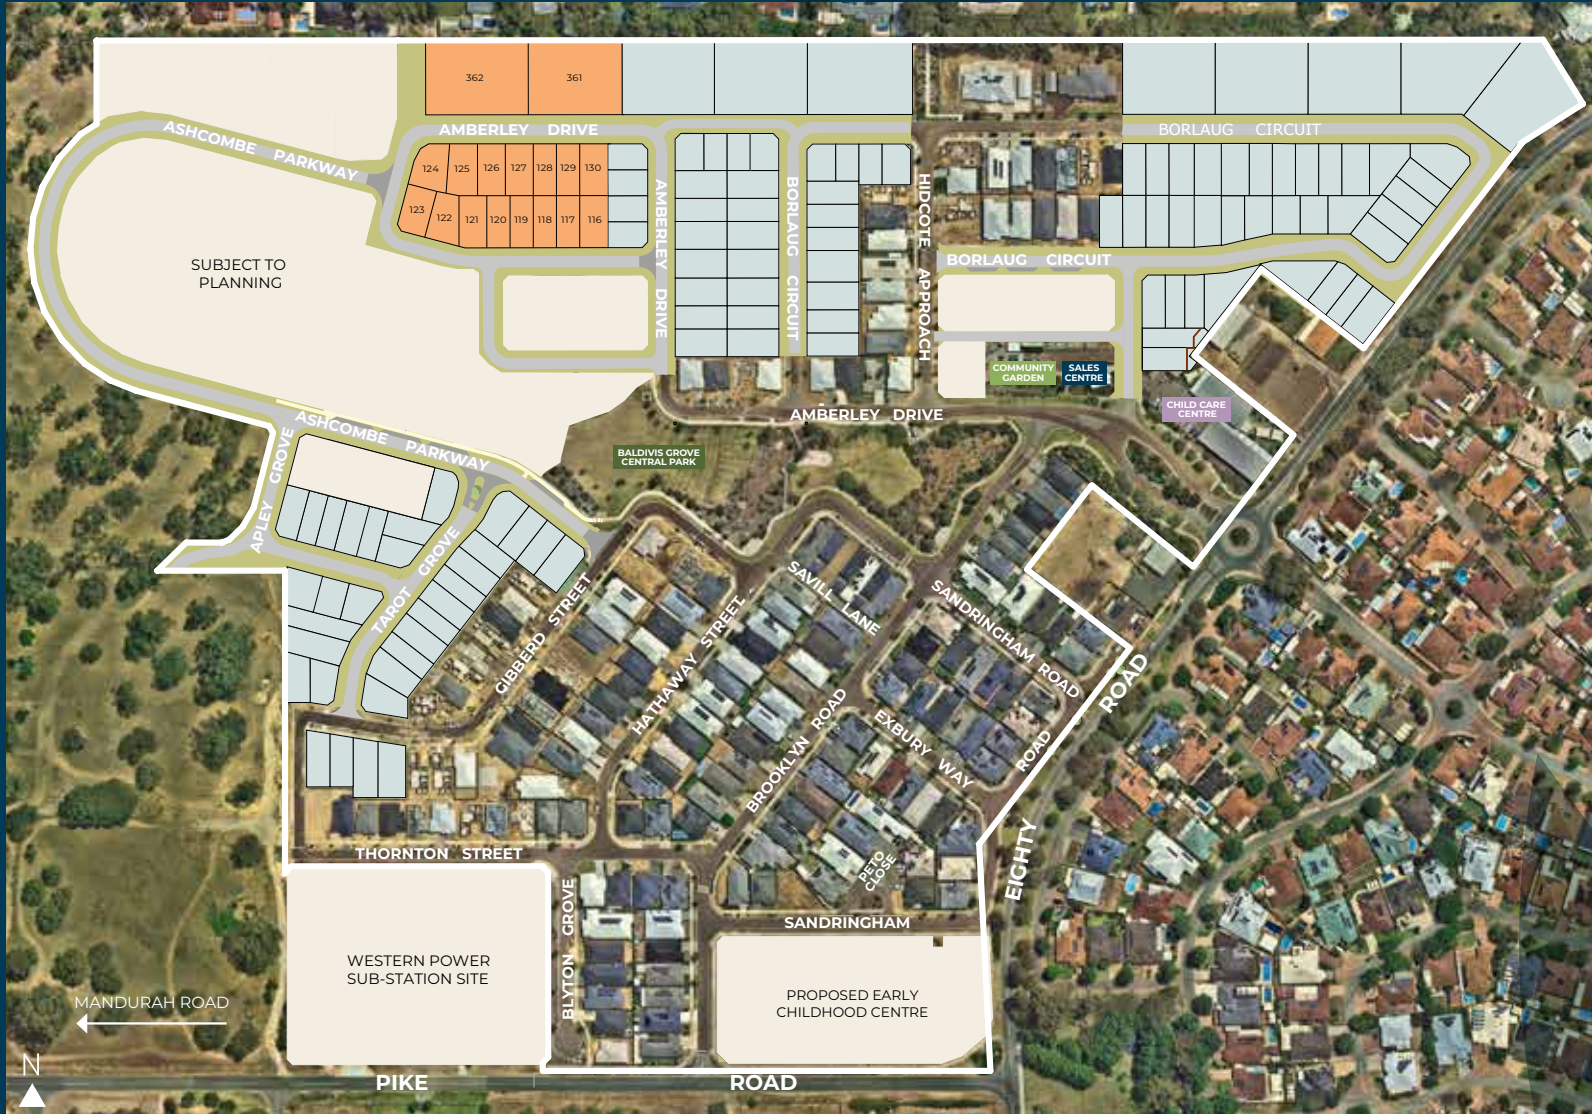 362
361
AMBERLEY DRIVE
BORLAUG CIRCUIT
ASHCOMBE PARKWAY
124
125
126
127
128
129
130
123
122
121
120
119
118
117
116
AMBERLEY DRIVE
BORLAUG CIRCUIT
HIDCOTE APPROACH
BORLAUG CIRCUIT
SUBJECT TO
PLANNING
COMMUNITY
GARDEN
SALES
CENTRE
CHILD CARE
CENTRE
AMBERLEY DRIVE
ASHCOMBE PARKWAY
BALDIVIS GROVE
CENTRAL PARK
APLEY GROVE
TAROT GROVE
GIBBERD STREET
HATHAWAY STREET
SAVILL LANE
SANDRINGHAM ROAD
BROOKLYN ROAD
EXBURY WAY
ROAD
EIGHTY ROAD
THORNTON STREET
PETO
CLOSE
BLYTON GROVE
SANDRINGHAM
WESTERN POWER
SUB-STATION SITE
PROPOSED EARLY
CHILDHOOD CENTRE
MANDURAH ROAD
N
PIKE ROAD